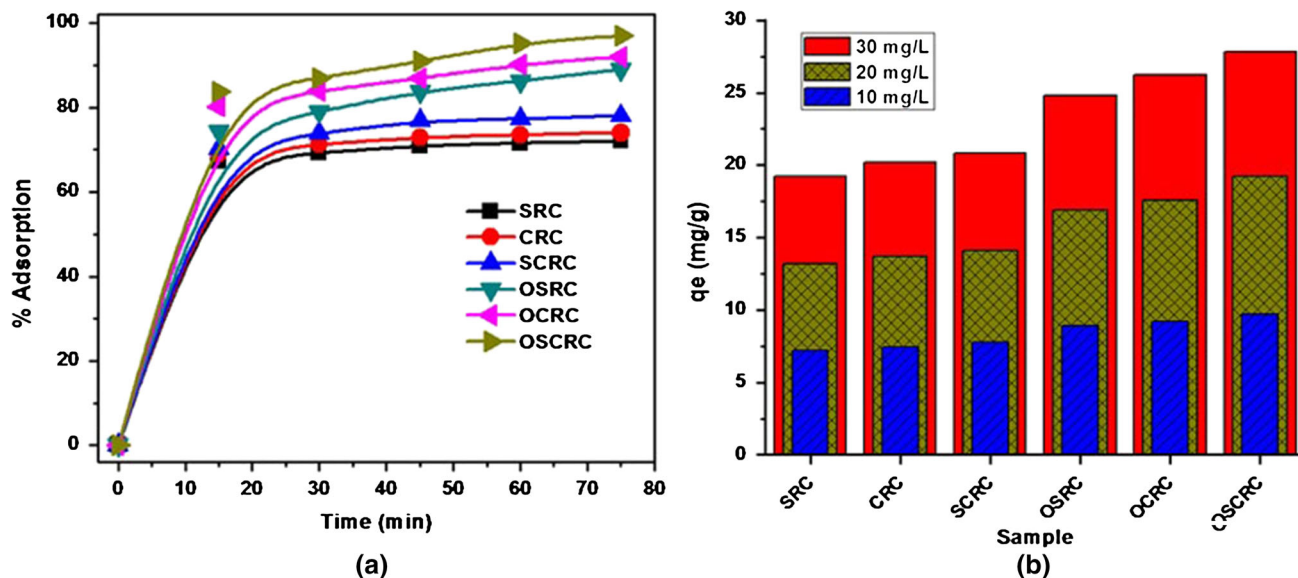 100
80
60
40
20
0
% Adsorption
SRC
CRC
SCRC
OSRC
OCRC
OSCRC
0 10 20 30 40 50 60 70 80
Time (min)
(a)
30
25
20
15
10
5
0
qe (mg/g)
30 mg/L
20 mg/L
10 mg/L
SRC CRC SCRC OSRC OCRC OSCRC
Sample
(b)